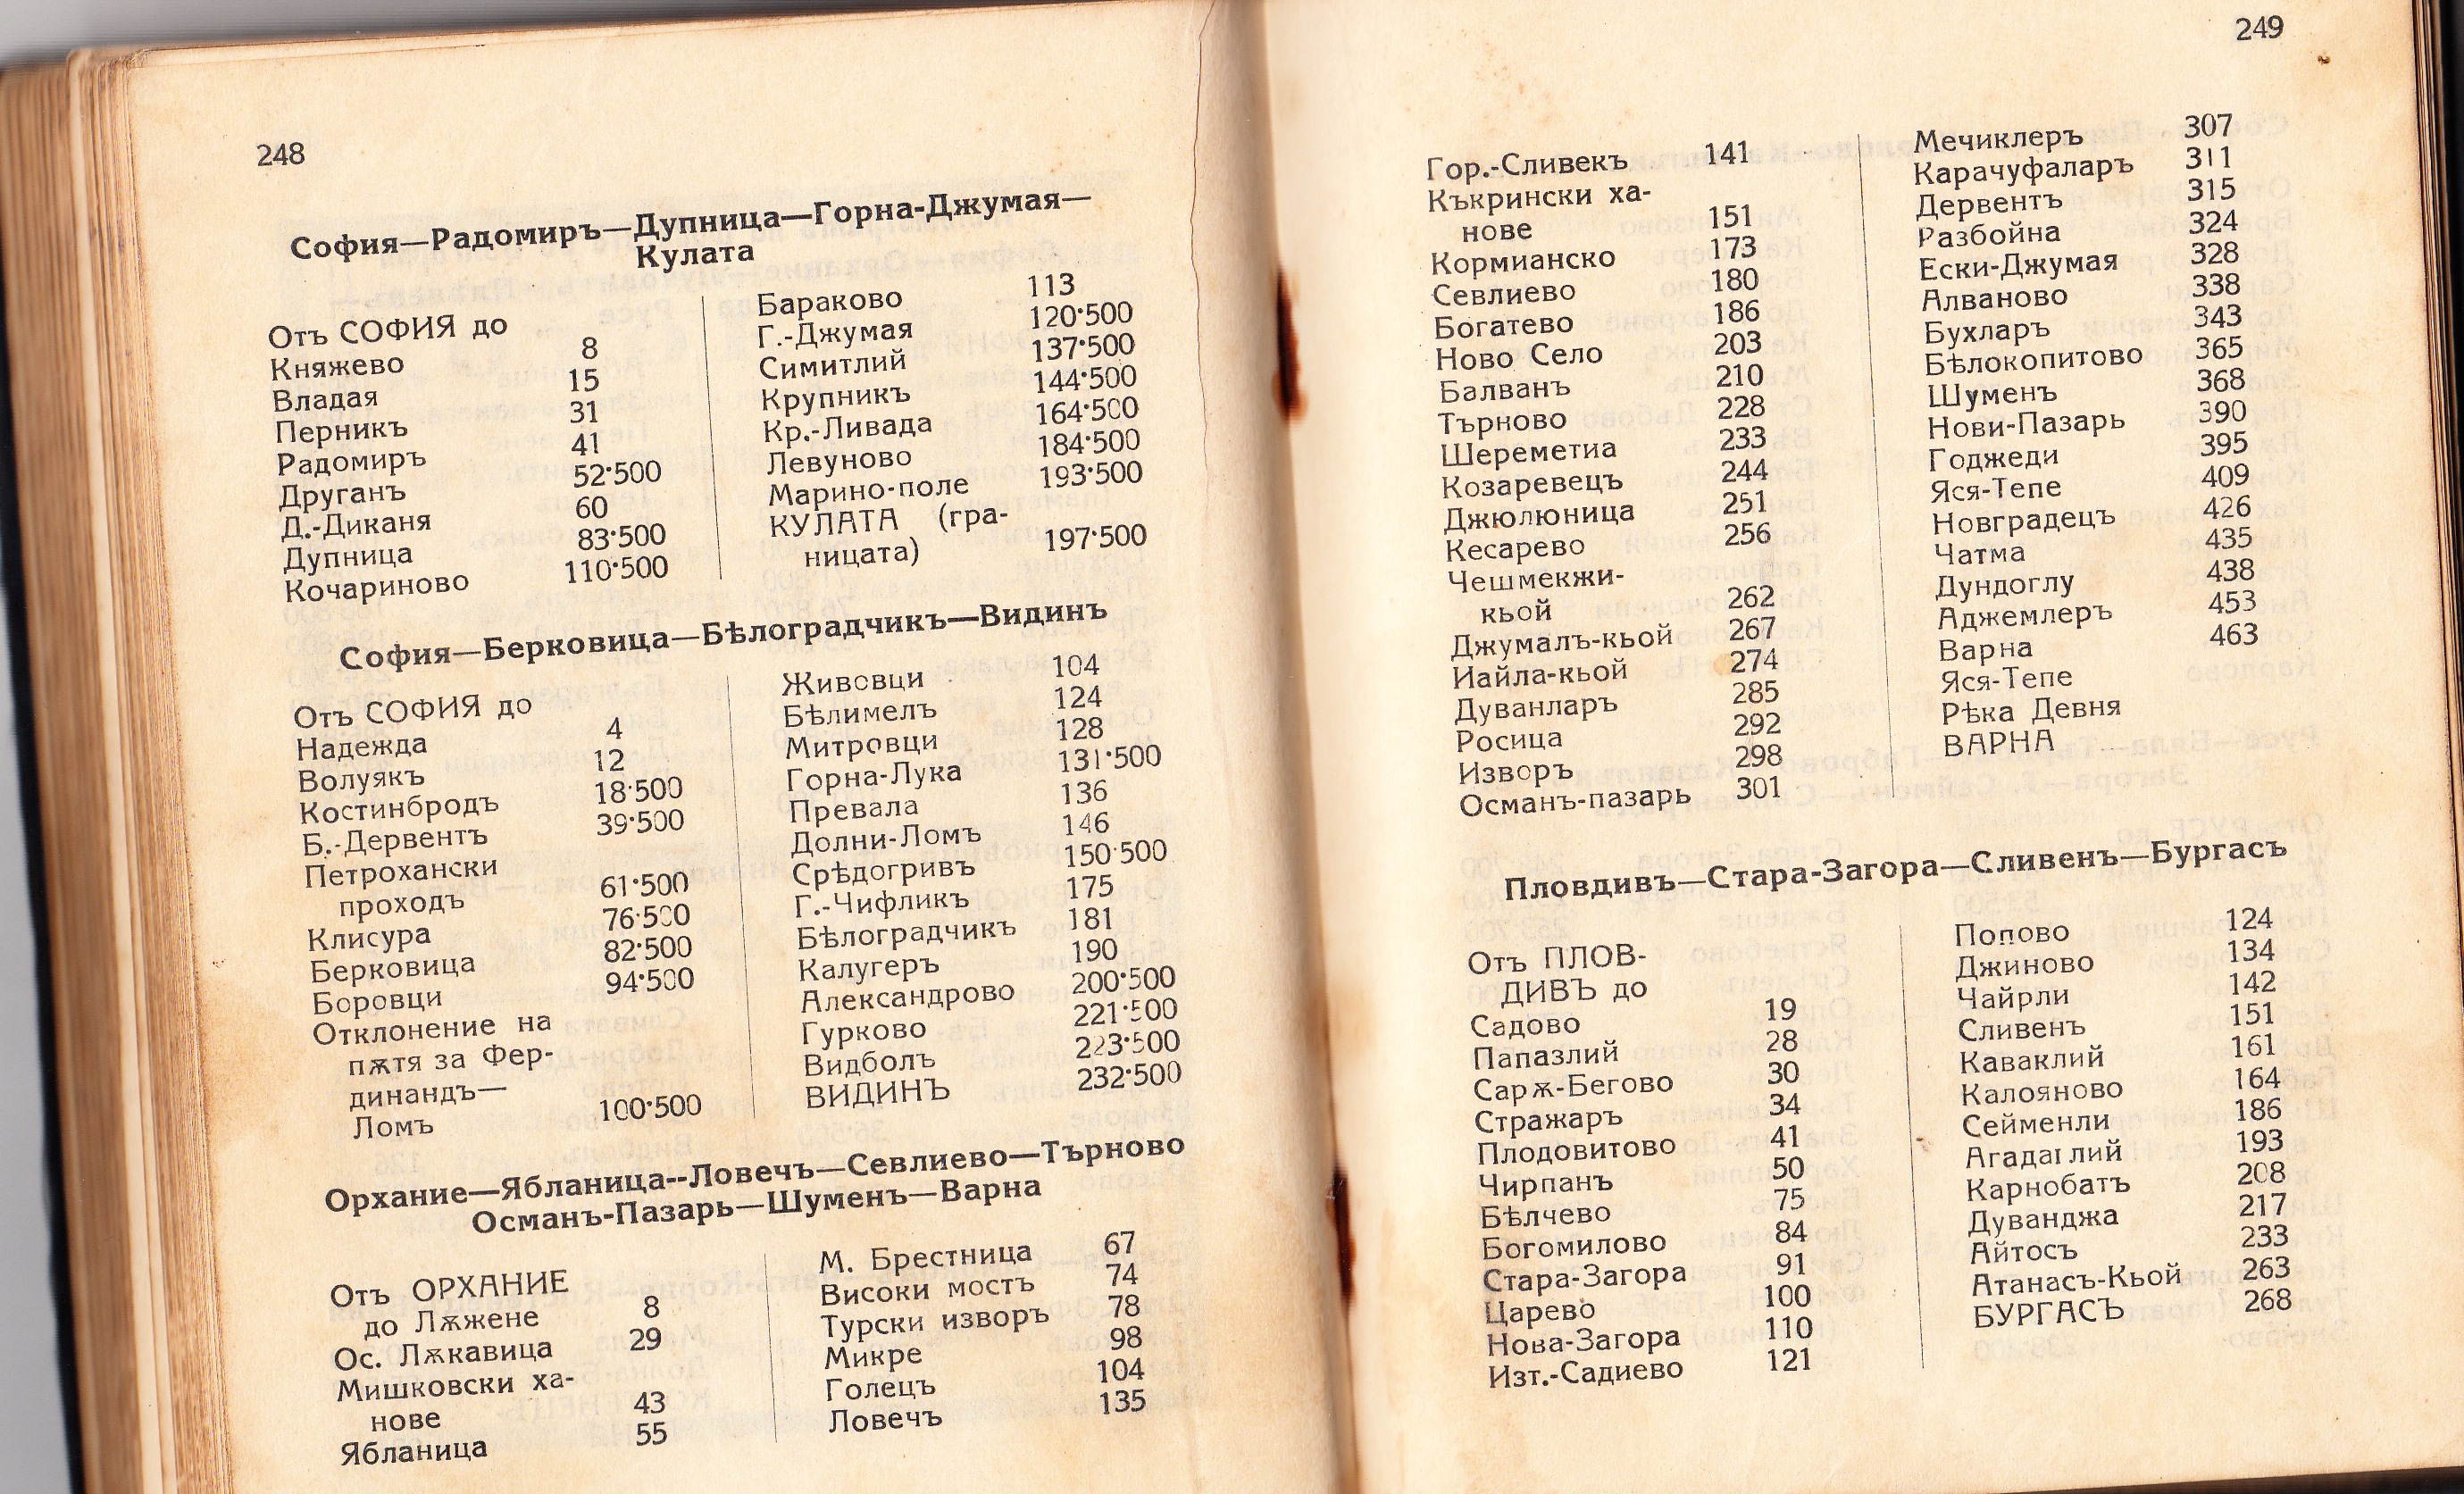 248
София—Радомиръ—Дупница—Горна-Джумая—
Кулата
Отъ СОФИЯ до
Княжево 8
Владая 15
Перникъ 31
Радомиръ 41
Друганъ 52·500
Д.-Диканя 60
Дупница 83·500
Кочариново 110·500
Бараково 113
Г.-Джумая 120·500
Симитлий 137·500
Крупникъ 144·500
Кр.-Ливада 164·500
Левуново 184·500
Марино-поле 193·500
КУЛАТА (гра-
ницата) 197·500
София—Берковица—Бѣлоградчикъ—Видинъ
Отъ СОФИЯ до
Надежда 4
Волуякъ 12
Костинбродъ 18·500
Б.-Дервентъ 39·500
Петрохански
проходъ 61·500
Клисура 76·500
Берковица 82·500
Боровци 94·500
Отклонение на
пѫтя за Фер-
динандъ—
Ломъ 100·500
Живовци 104
Бѣлимелъ 124
Митровци 128
Горна-Лука 131·500
Превала 136
Долни-Ломъ 146
Срѣдогривъ 150·500
Г.-Чифликъ 175
Бѣлоградчикъ 181
Калугеръ 190
Александрово 200·500
Гурково 221·500
Видболъ 223·500
ВИДИНЪ 232·500
Орхание—Ябланица--Ловечъ—Севлиево—Търново
Османъ-Пазарь—Шуменъ—Варна
Отъ ОРХАНИЕ
до Лѫжене 8
Ос. Лѫкавица 29
Мишковски ха-
нове 43
Ябланица 55
М. Брестница 67
Високи мостъ 74
Турски изворъ 78
Микре 98
Голецъ 104
Ловечъ 135
249
Гор.-Сливекъ 141
Къкрински ха-
нове 151
Кормианско 173
Севлиево 180
Богатево 186
Ново Село 203
Балванъ 210
Търново 228
Шереметиа 233
Козаревецъ 244
Джюлюница 251
Кесарево 256
Чешмекжи-
кьой 262
Джумалъ-кьой 267
Иайла-кьой 274
Дуванларъ 285
Росица 292
Изворъ 298
Османъ-пазарь 301
Мечиклеръ 307
Карачуфаларъ 311
Дервентъ 315
Разбойна 324
Ески-Джумая 328
Алваново 338
Бухларъ 343
Бѣлокопитово 365
Шуменъ 368
Нови-Пазарь 390
Годжеди 395
Яся-Тепе 409
Новградецъ 426
Чатма 435
Дундоглу 438
Аджемлеръ 453
Варна 463
Яся-Тепе
Рѣка Девня
ВАРНА
Пловдивъ—Стара-Загора—Сливенъ—Бургасъ
Отъ ПЛОВ-
ДИВЪ до
Садово 19
Папазлий 28
Сарѫ-Бегово 30
Стражаръ 34
Плодовитово 41
Чирпанъ 50
Бѣлчево 75
Богомилово 84
Стара-Загора 91
Царево 100
Нова-Загора 110
Изт.-Садиево 121
Попово 124
Джиново 134
Чайрли 142
Сливенъ 151
Каваклий 161
Калояново 164
Сейменли 186
193
Карнобатъ 208
Дуванджа 217
Айтосъ 233
Атанасъ-Кьой 263
БУРГАСЪ 268